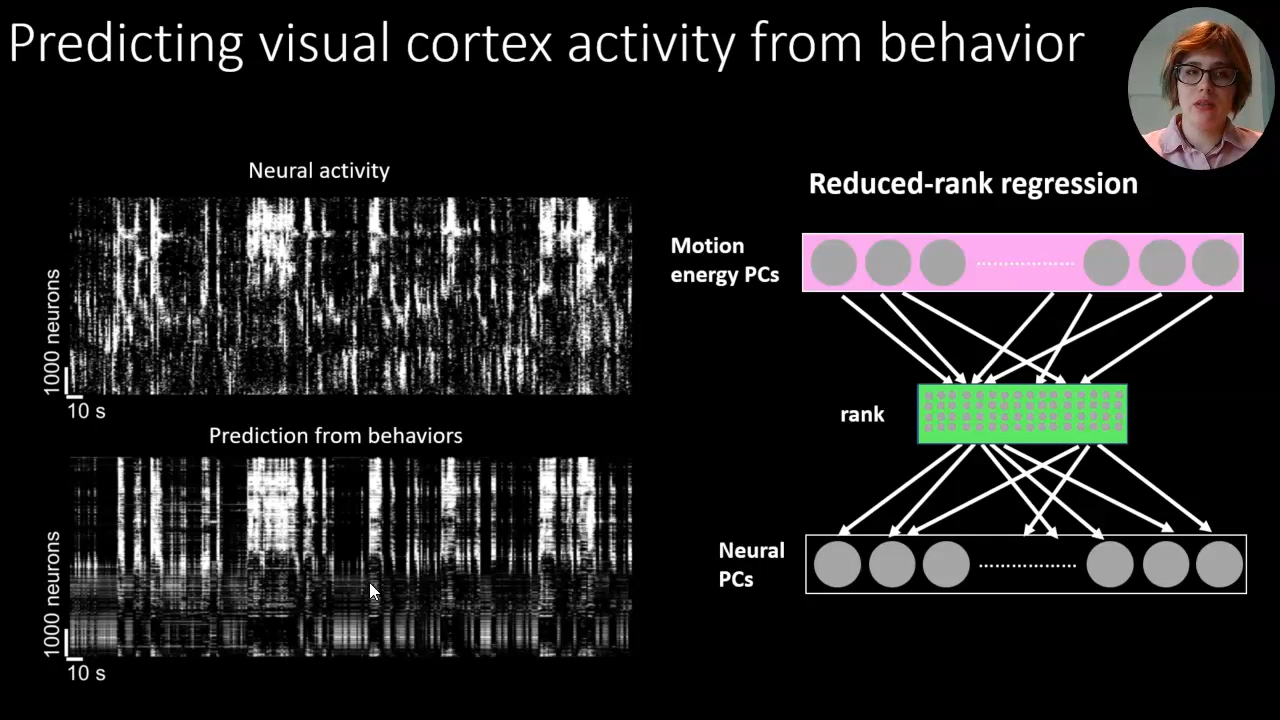 Predicting visual cortex activity from behavior
Neural activity
1000 neurons
10 s
Prediction from behaviors
1000 neurons
10 s
Reduced-rank regression
Motion
energy PCs
rank
Neural
PCs